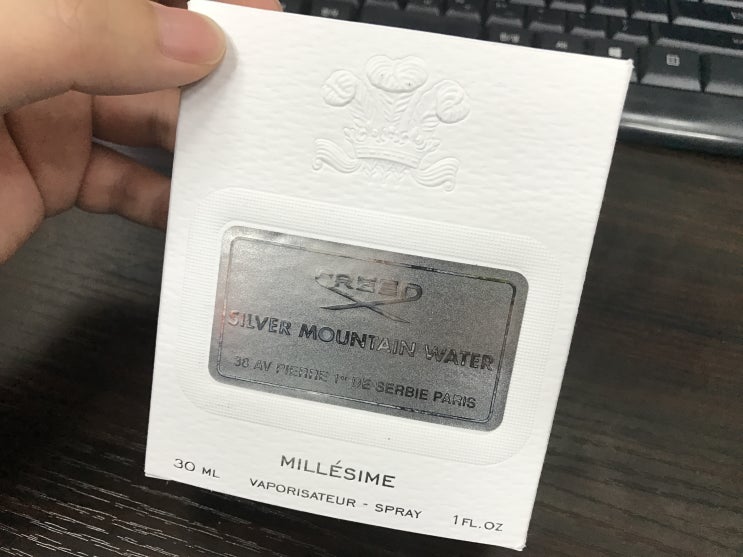 CREED
SILVER MOUNTAIN WATER
38 AV PIERRE 1er DE SERBIE PARIS
MILLÉSIME
30 ML
VAPORISATEUR - SPRAY
1 FL.OZ